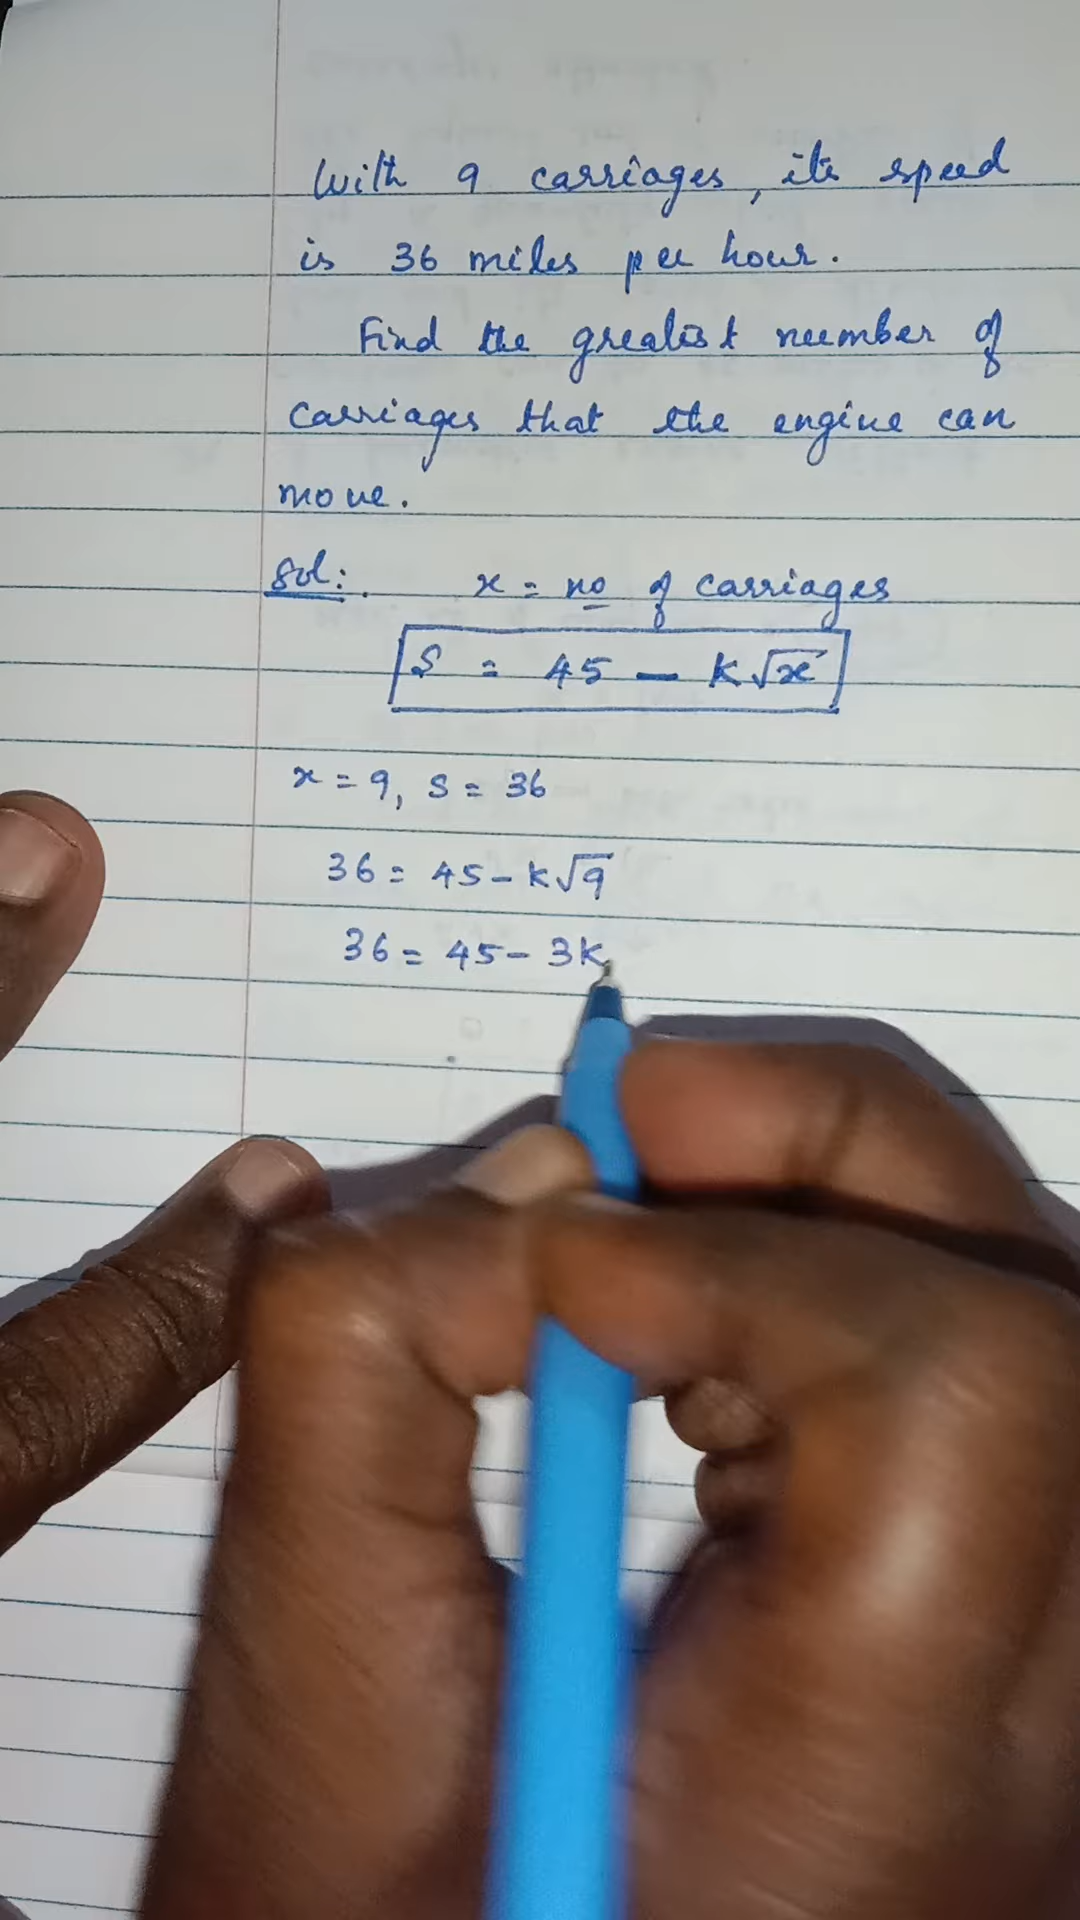 With 9 carriages, its speed
is 36 miles per hour.
Find the greatest number of
carriages that the engine can
move.
Sol: x = no of carriages
S = 45 - k√x
x = 9, S = 36
36 = 45 - k√9
36 = 45 - 3k